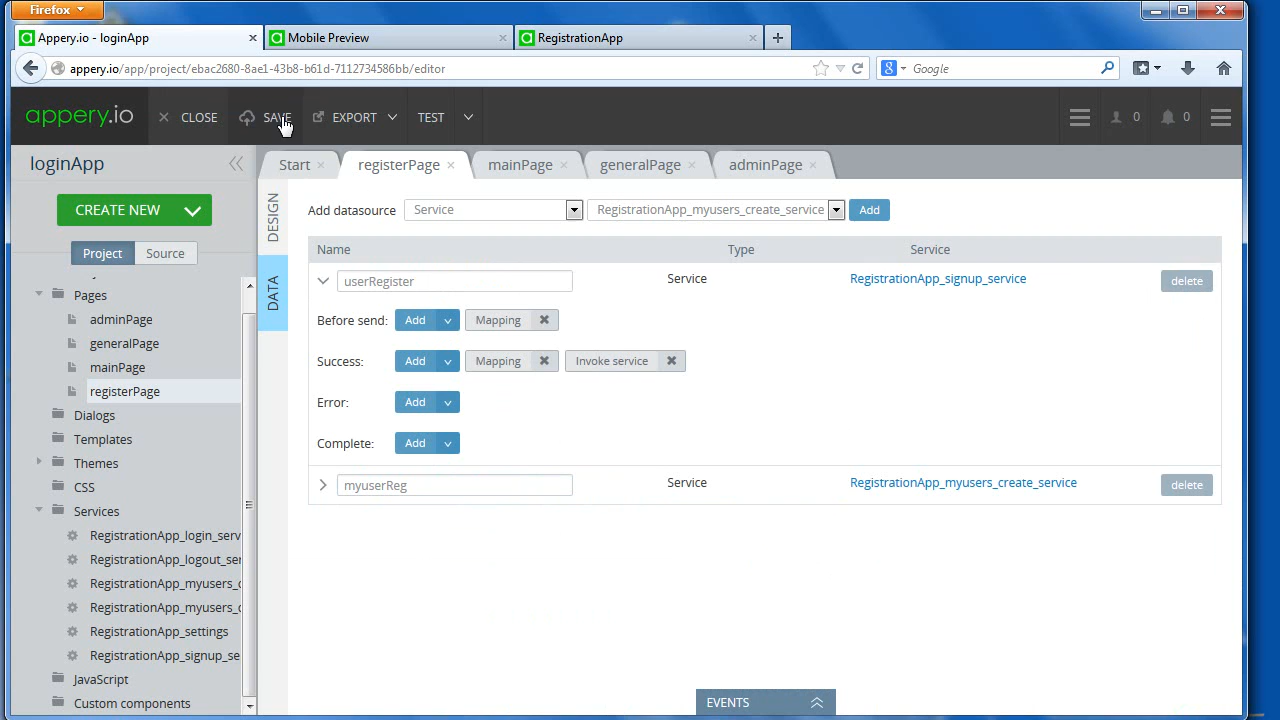 Firefox
Appery.io - loginApp
Mobile Preview
RegistrationApp
appery.io/app/project/ebac2680-8ae1-43b8-b61d-7112734586bb/editor
Google
appery.io
CLOSE
SAVE
EXPORT
TEST
0
0
loginApp
Start
registerPage
mainPage
generalPage
adminPage
CREATE NEW
DESIGN
Add datasource
Service
RegistrationApp_myusers_create_service
Add
Project
Source
Name
Type
Service
DATA
userRegister
Service
RegistrationApp_signup_service
delete
Pages
adminPage
Before send:
Add
Mapping
generalPage
mainPage
Success:
Add
Mapping
Invoke service
registerPage
Error:
Add
Dialogs
Templates
Complete:
Add
Themes
CSS
myuserReg
Service
RegistrationApp_myusers_create_service
delete
Services
RegistrationApp_login_serv
RegistrationApp_logout_ser
RegistrationApp_myusers_c
RegistrationApp_myusers_c
RegistrationApp_settings
RegistrationApp_signup_se
JavaScript
Custom components
EVENTS